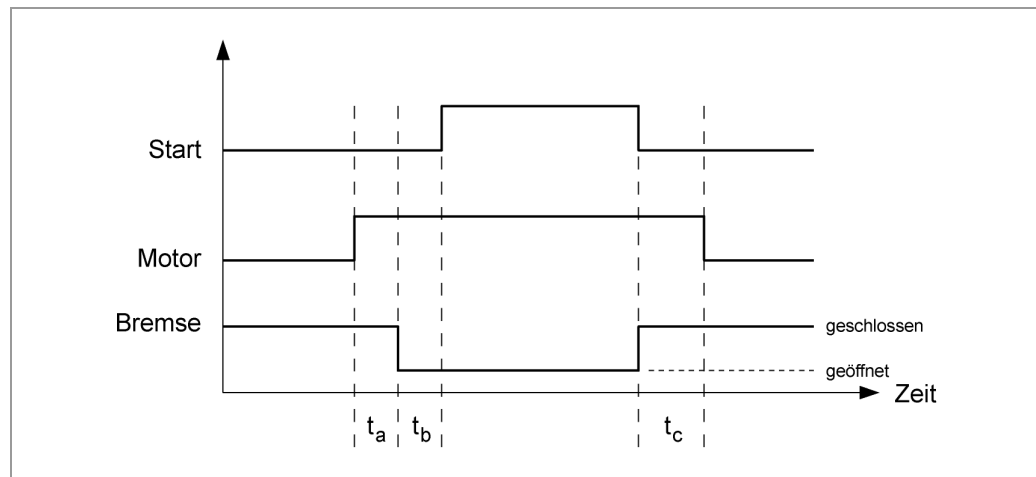 Start
Motor
Bremse
geschlossen
geöffnet
Zeit
ta tb tc